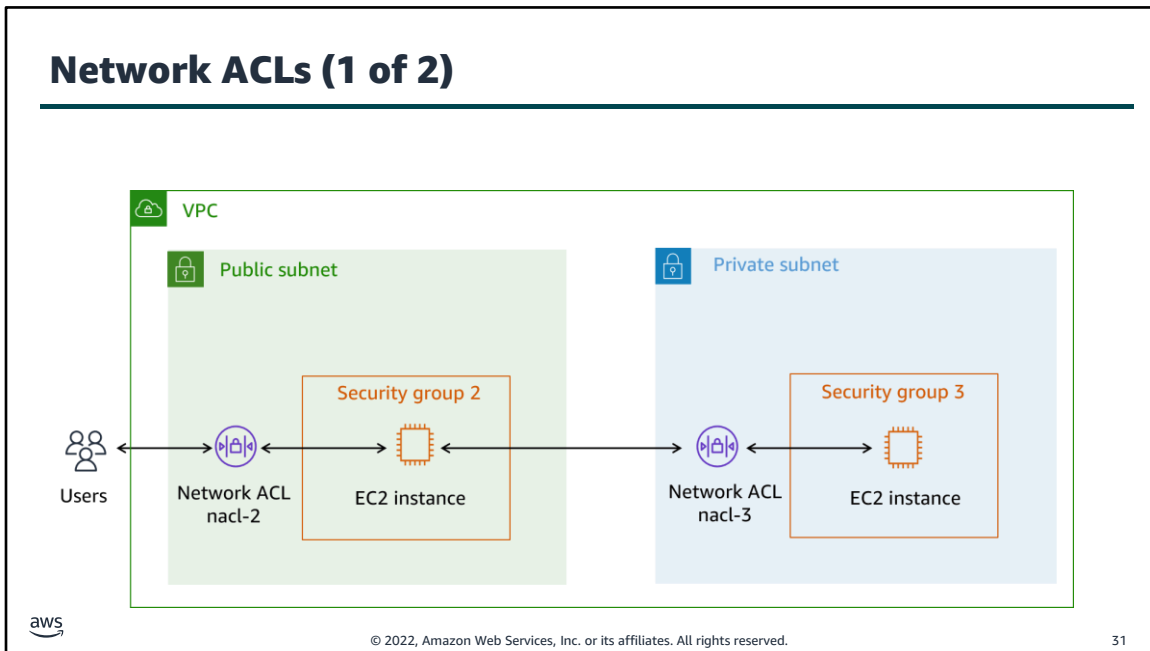 Network ACLs (1 of 2)
VPC
Public subnet
Private subnet
Security group 2
Security group 3
Users
Network ACL
nacl-2
EC2 instance
Network ACL
nacl-3
EC2 instance
aws
© 2022, Amazon Web Services, Inc. or its affiliates. All rights reserved.
31